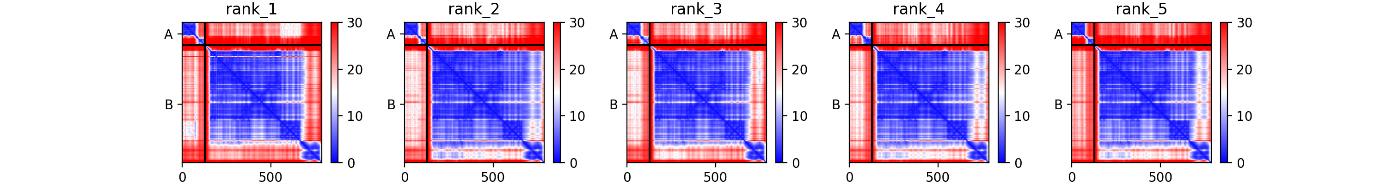 rank_1 rank_2 rank_3 rank_4 rank_5
A 30 A 30 A 30 A 30 A 30
20 20 20 20 20
B B B B B
10 10 10 10 10
0 0 0 0 0
0 500 0 500 0 500 0 500 0 500